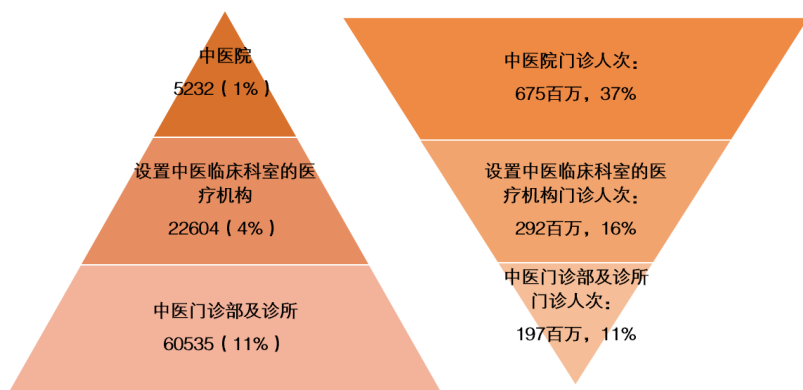 中医院
5232（1%）
设置中医临床科室的医
疗机构
22604（4%）
中医门诊部及诊所
60535（11%）
中医院门诊人次：
675百万，37%
设置中医临床科室的医
疗机构门诊人次：
292百万，16%
中医门诊部及诊所
门诊人次：
197百万，11%